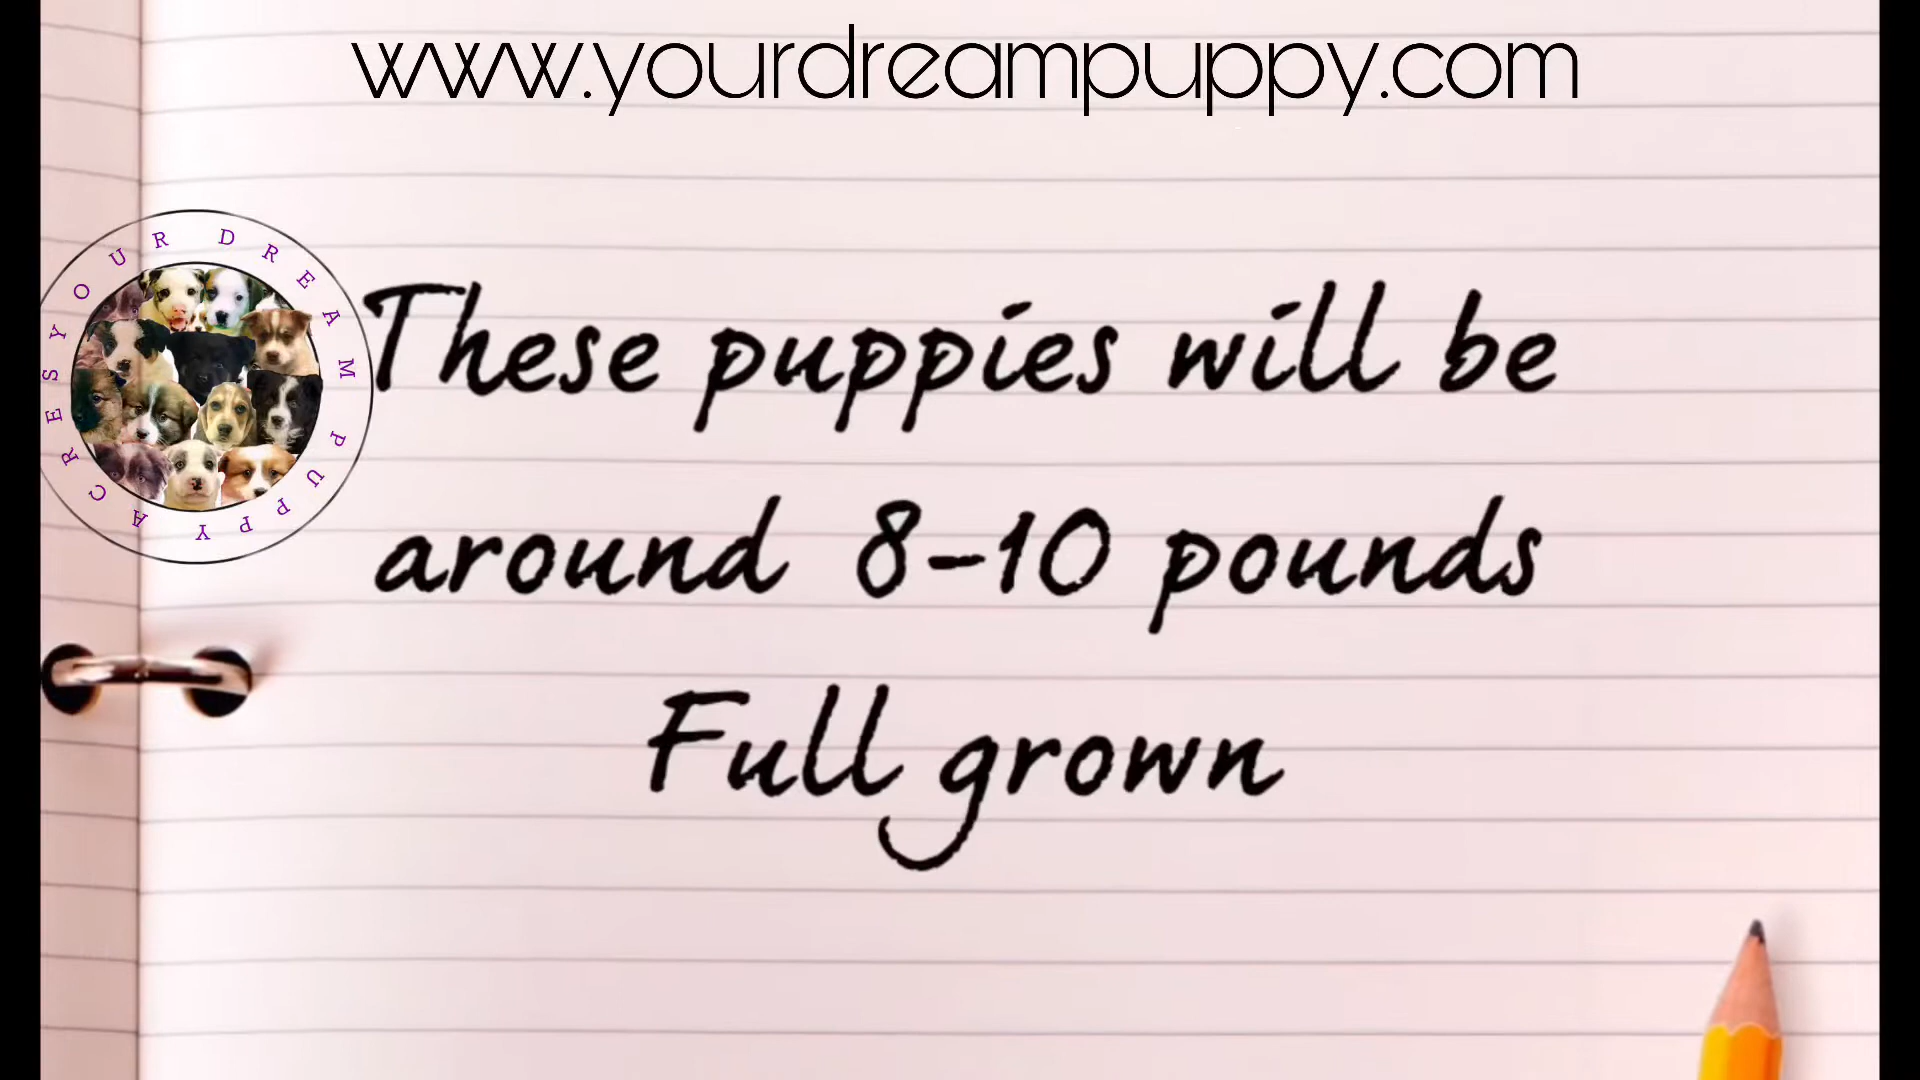 www.yourdreampuppy.com
YOUR DREAM PUPPY ACRES
These puppies will be
around 8-10 pounds
Full grown